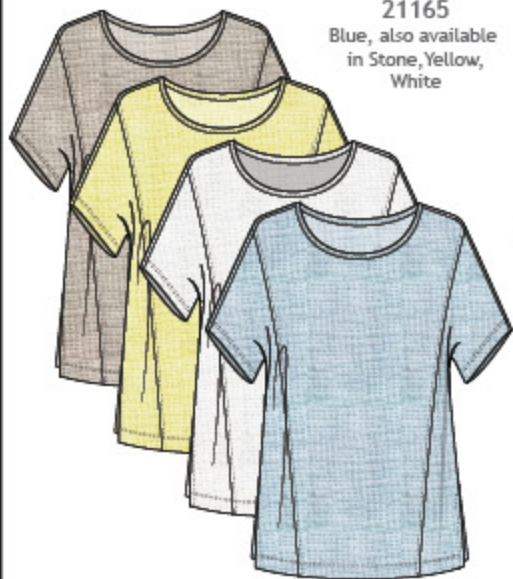 21165
Blue, also available
in Stone, Yellow,
White